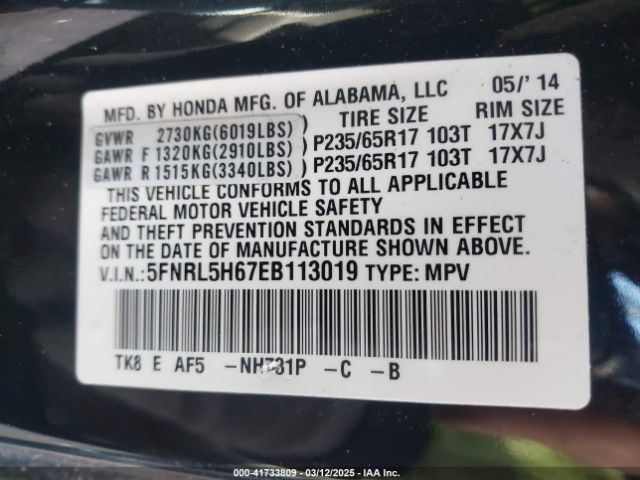 MFD. BY HONDA MFG. OF ALABAMA, LLC 05/'14
TIRE SIZE RIM SIZE
GVWR 2730KG(6019LBS)
GAWR F 1320KG(2910LBS) P235/65R17 103T 17X7J
GAWR R 1515KG(3340LBS) P235/65R17 103T 17X7J
THIS VEHICLE CONFORMS TO ALL APPLICABLE
FEDERAL MOTOR VEHICLE SAFETY
AND THEFT PREVENTION STANDARDS IN EFFECT
ON THE DATE OF MANUFACTURE SHOWN ABOVE.
V.I.N.:5FNRL5H67EB113019 TYPE: MPV
TK8 E AF5 -NH731P -C -B
000-41733809 - 03/12/2025 - IAA Inc.